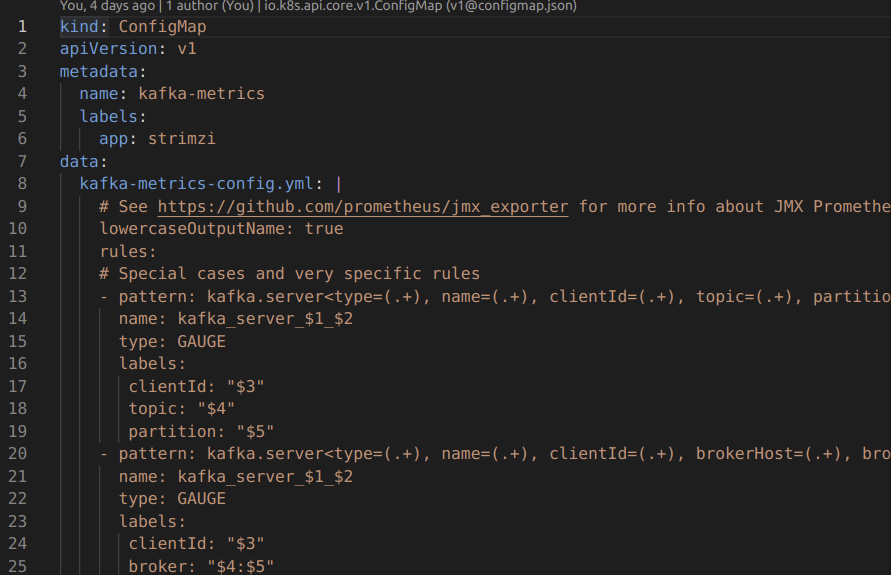 You, 4 days ago | 1 author (You) | io.k8s.api.core.v1.ConfigMap (v1@configmap.json)
1 kind: ConfigMap
2 apiVersion: v1
3 metadata:
4   name: kafka-metrics
5   labels:
6     app: strimzi
7 data:
8   kafka-metrics-config.yml: |
9     # See https://github.com/prometheus/jmx_exporter for more info about JMX Promethe
10     lowercaseOutputName: true
11     rules:
12     # Special cases and very specific rules
13     - pattern: kafka.server<type=(.+), name=(.+), clientId=(.+), topic=(.+), partitio
14       name: kafka_server_$1_$2
15       type: GAUGE
16       labels:
17        clientId: "$3"
18        topic: "$4"
19        partition: "$5"
20     - pattern: kafka.server<type=(.+), name=(.+), clientId=(.+), brokerHost=(.+), bro
21       name: kafka_server_$1_$2
22       type: GAUGE
23       labels:
24        clientId: "$3"
25        broker: "$4:$5"